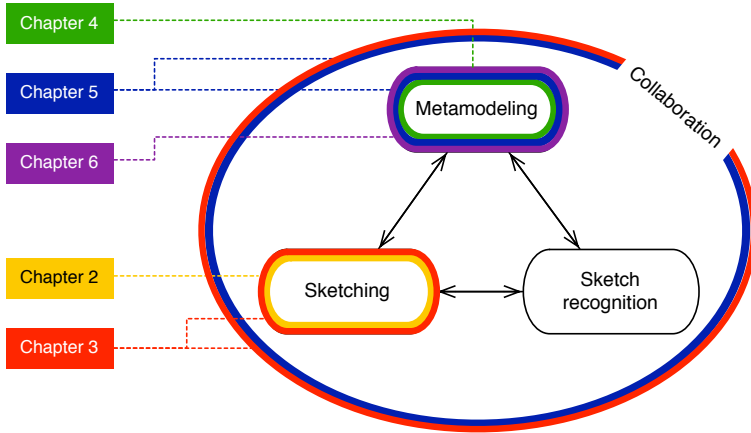 Chapter 4
Chapter 5
Chapter 6
Chapter 2
Chapter 3
Collaboration
Metamodeling
Sketching
Sketch
recognition